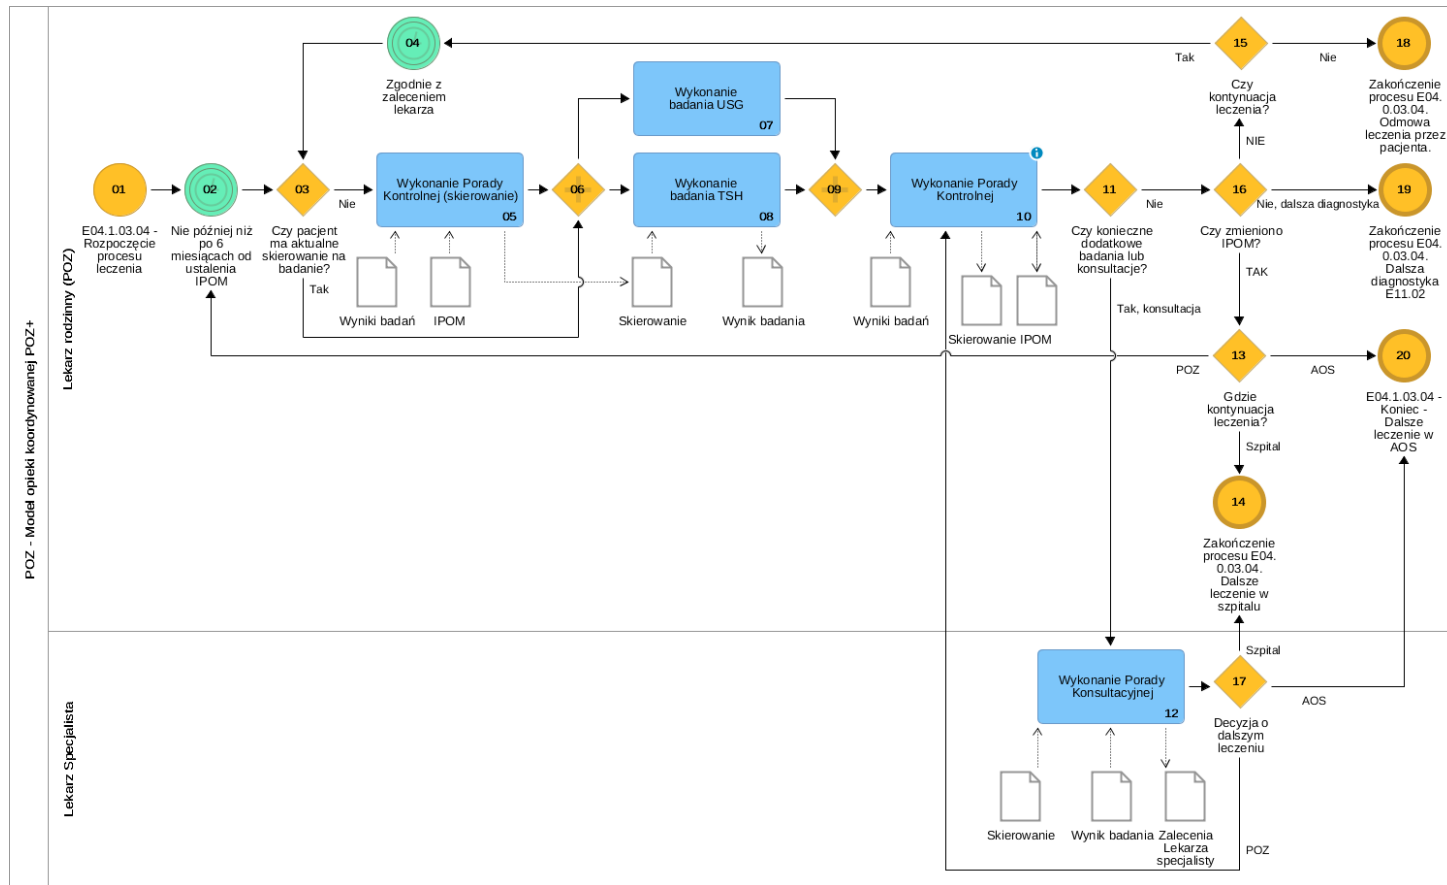 POZ - Model opieki koordynowanej POZ+
Lekarz rodzinny (POZ)
04
Zgodnie z
zaleceniem
lekarza
Wykonanie
badania USG
07
Tak
15
Czy
kontynuacja
leczenia?
Nie
18
Zakończenie
procesu E04.
0.03.04.
Odmowa
leczenia przez
pacjenta.
NIE
01
E04.1.03.04 -
Rozpoczęcie
procesu
leczenia
02
Nie później niż
po 6
miesiącach od
ustalenia
IPOM
03
Czy pacjent
ma aktualne
skierowanie na
badanie?
Nie
Tak
Wykonanie Porady
Kontrolnej (skierowanie)
05
Wyniki badań
IPOM
06
Wykonanie
badania TSH
08
Skierowanie
Wynik badania
09
Wykonanie Porady
Kontrolnej
10
Wyniki badań
Skierowanie
IPOM
11
Czy konieczne
dodatkowe
badania lub
konsultacje?
Nie
Tak, konsultacja
16
Czy zmieniono
IPOM?
Nie, dalsza diagnostyka
TAK
19
Zakończenie
procesu E04.
0.03.04.
Dalsza
diagnostyka
E11.02
POZ
13
Gdzie
kontynuacja
leczenia?
AOS
20
E04.1.03.04 -
Koniec -
Dalsze
leczenie w
AOS
Szpital
14
Zakończenie
procesu E04.
0.03.04.
Dalsze
leczenie w
szpitalu
Lekarz Specjalista
Wykonanie Porady
Konsultacyjnej
12
Skierowanie
Wynik badania
Zalecenia
Lekarza
specjalisty
Szpital
17
Decyzja o
dalszym
leczeniu
AOS
POZ